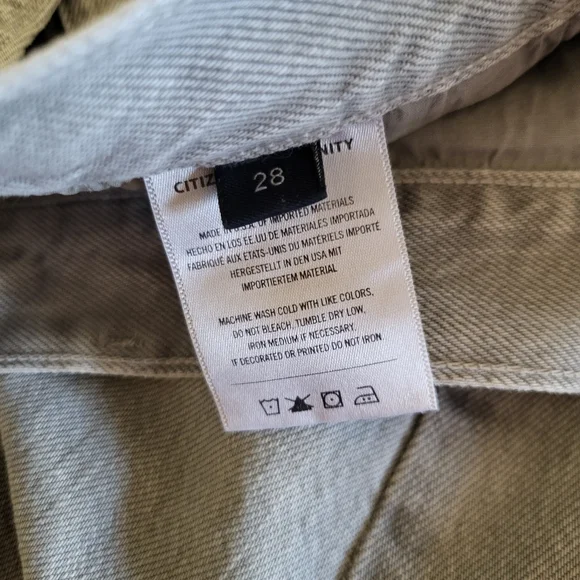 CITIZ NITY
28
MADE OF IMPORTED MATERIALS
HECHO EN LOS EE.UU DE MATERIALES IMPORTADA
FABRIQUÉ AUX ETATS-UNIS DU MATÉRIELS IMPORTE
HERGESTELLT IN DEN USA MIT
IMPORTIERTEM MATERIAL
MACHINE WASH COLD WITH LIKE COLORS,
DO NOT BLEACH, TUMBLE DRY LOW,
IRON MEDIUM IF NECESSARY.
IF DECORATED OR PRINTED DO NOT IRON